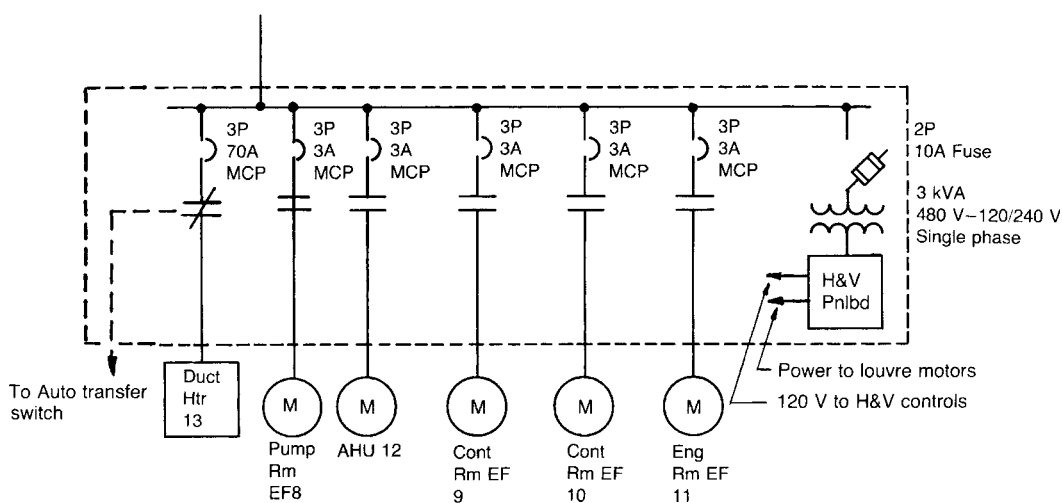 3P
70A
MCP
3P
3A
MCP
3P
3A
MCP
3P
3A
MCP
3P
3A
MCP
3P
3A
MCP
2P
10A Fuse
3 kVA
480 V–120/240 V
Single phase
H&V
Pnlbd
Power to louvre motors
120 V to H&V controls
To Auto transfer
switch
Duct
Htr
13
M
Pump
Rm
EF8
M
AHU 12
M
Cont
Rm EF
9
M
Cont
Rm EF
10
M
Eng
Rm EF
11